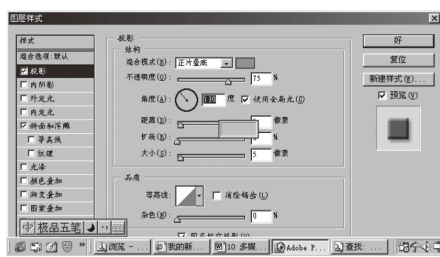 图层样式
样式
混合选项:默认
投影
内阴影
外发光
内发光
斜面和浮雕
等高线
纹理
光泽
颜色叠加
渐变叠加
图案叠加
投影
结构
混合模式(B): 正片叠底
不透明度(O): 75 %
角度(A): 度 使用全局光(G)
距离(D): 像素
扩展(R): %
大小(S): 5 像素
品质
等高线: 消除锯齿(L)
杂色(N): 0 %
好
复位
新建样式(W)...
预览(V)
中 极品五笔
浏览 - ...
我的新...
10 多媒...
Adobe P...
查找: ...